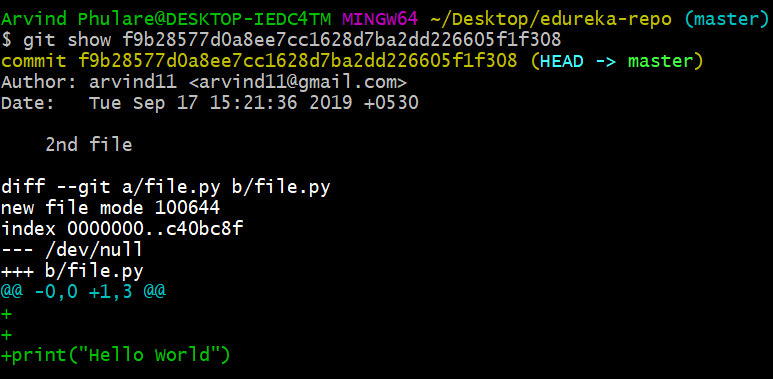 Arvind Phulare@DESKTOP-IEDC4TM MINGW64 ~/Desktop/edureka-repo (master)
$ git show f9b28577d0a8ee7cc1628d7ba2dd226605f1f308
commit f9b28577d0a8ee7cc1628d7ba2dd226605f1f308 (HEAD -> master)
Author: arvind11 <arvind11@gmail.com>
Date:   Tue Sep 17 15:21:36 2019 +0530

    2nd file

diff --git a/file.py b/file.py
new file mode 100644
index 0000000..c40bc8f
--- /dev/null
+++ b/file.py
@@ -0,0 +1,3 @@
+
+
+print("Hello World")